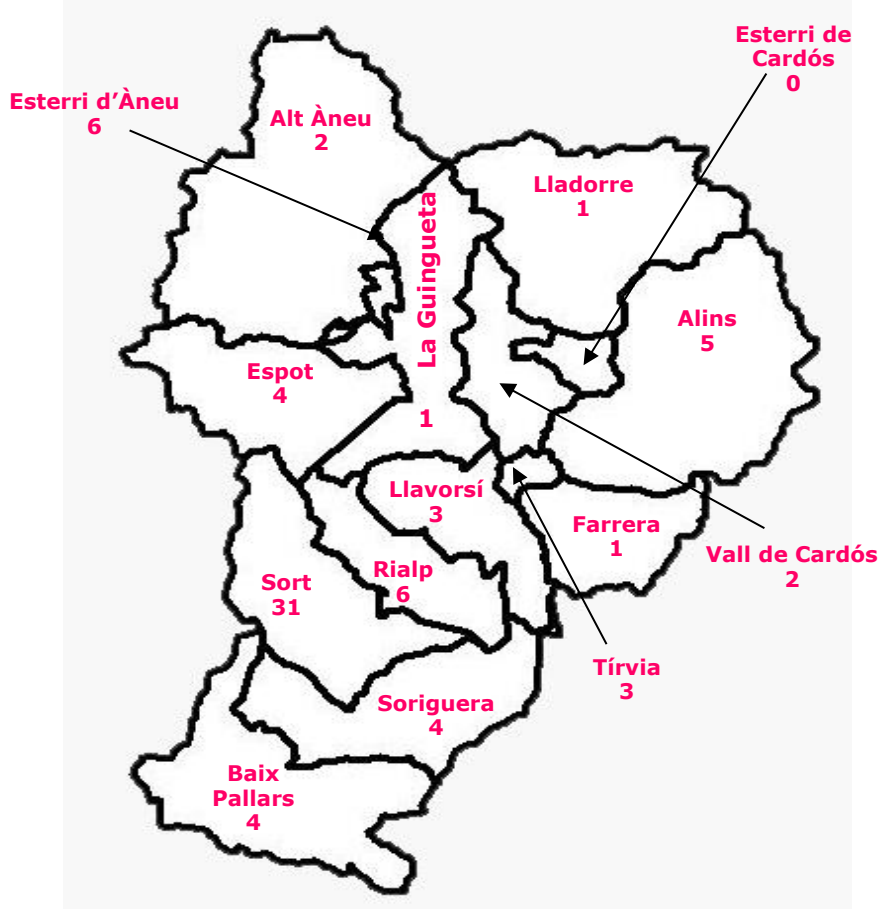 Esterri de
Cardós
0
Esterri d’Àneu
6
Alt Àneu
2
Lladorre
1
La Guingueta
1
Alins
5
Espot
4
Llavorsí
3
Farrera
1
Vall de Cardós
2
Rialp
6
Sort
31
Tírvia
3
Soriguera
4
Baix
Pallars
4